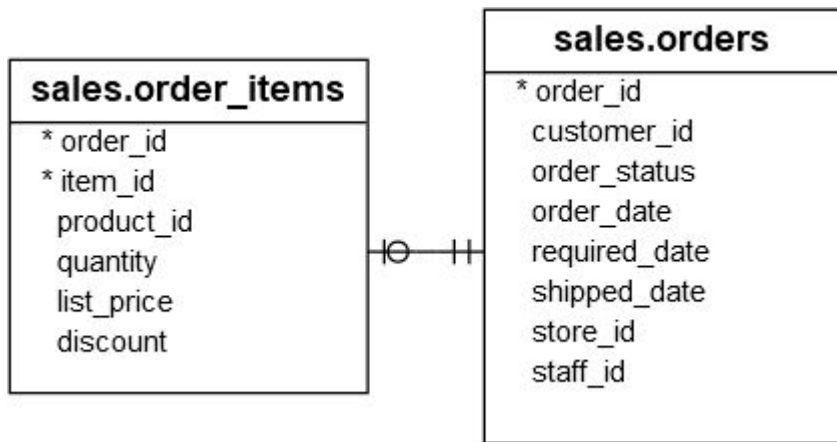 sales.order_items
* order_id
* item_id
product_id
quantity
list_price
discount
sales.orders
* order_id
customer_id
order_status
order_date
required_date
shipped_date
store_id
staff_id